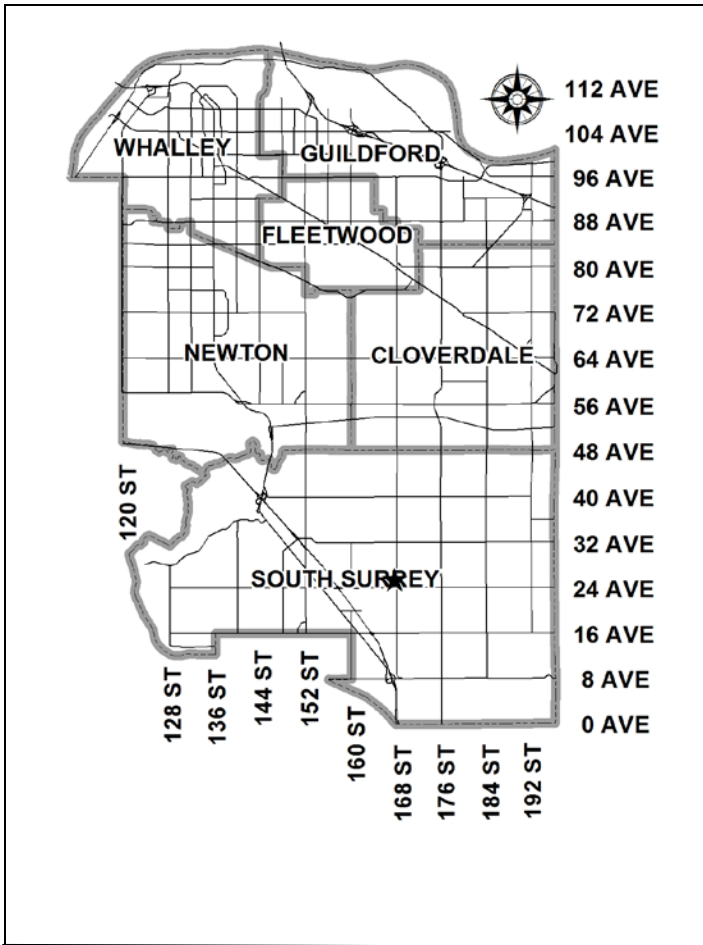 112 AVE
104 AVE
WHALLEY
GUILDFORD
96 AVE
88 AVE
FLEETWOOD
80 AVE
72 AVE
NEWTON
CLOVERDALE
64 AVE
56 AVE
48 AVE
120 ST
40 AVE
32 AVE
SOUTH SURREY
24 AVE
16 AVE
128 ST
136 ST
144 ST
152 ST
8 AVE
160 ST
0 AVE
168 ST
176 ST
184 ST
192 ST